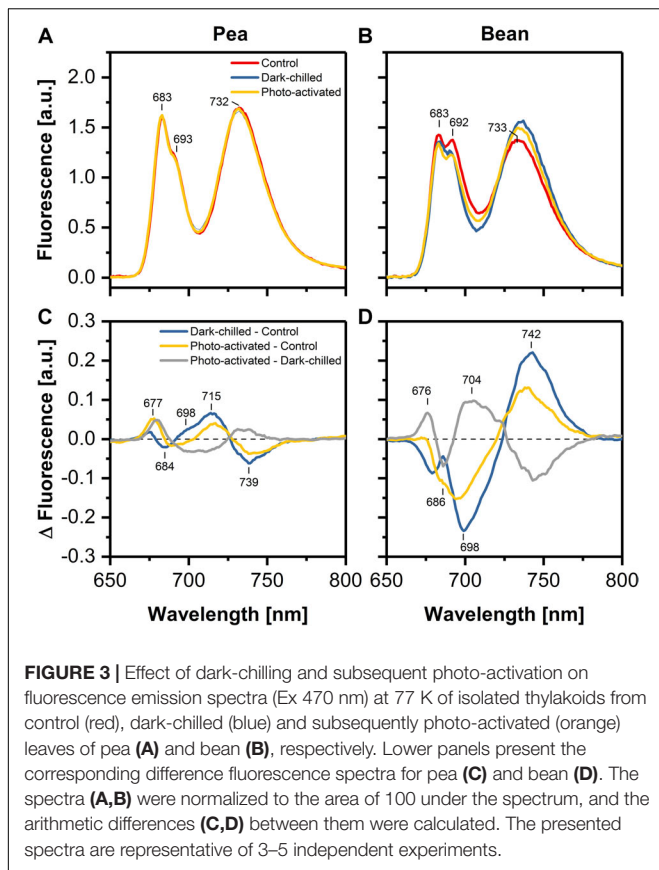 A Pea
B Bean
Control
Dark-chilled
Photo-activated
683
693
732
683
692
733
Fluorescence [a.u.]
2.0
1.5
1.0
0.5
0.0
C
Dark-chilled - Control
Photo-activated - Control
Photo-activated - Dark-chilled
677
698
715
684
739
D
742
676
704
686
698
Δ Fluorescence [a.u.]
0.3
0.2
0.1
0.0
-0.1
-0.2
-0.3
650 700 750 800 650 700 750 800
Wavelength [nm] Wavelength [nm]
FIGURE 3 | Effect of dark-chilling and subsequent photo-activation on
fluorescence emission spectra (Ex 470 nm) at 77 K of isolated thylakoids from
control (red), dark-chilled (blue) and subsequently photo-activated (orange)
leaves of pea (A) and bean (B), respectively. Lower panels present the
corresponding difference fluorescence spectra for pea (C) and bean (D). The
spectra (A,B) were normalized to the area of 100 under the spectrum, and the
arithmetic differences (C,D) between them were calculated. The presented
spectra are representative of 3–5 independent experiments.